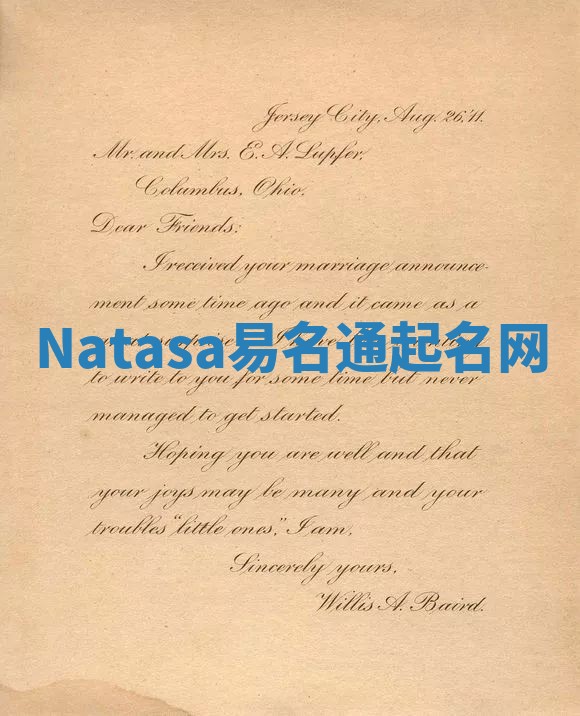 Jersey City, Aug. 26,'11.
Mr. and Mrs. E. A. Lupfer,
Columbus, Ohio.
Dear Friends:
I received your marriage announce-
ment some time ago and it came as a
Natasa易名通起名网
to write to you for some time but never
managed to get started.
Hoping you are well and that
your joys may be many and your
troubles "little ones," I am,
Sincerely yours,
Willis A. Baird.